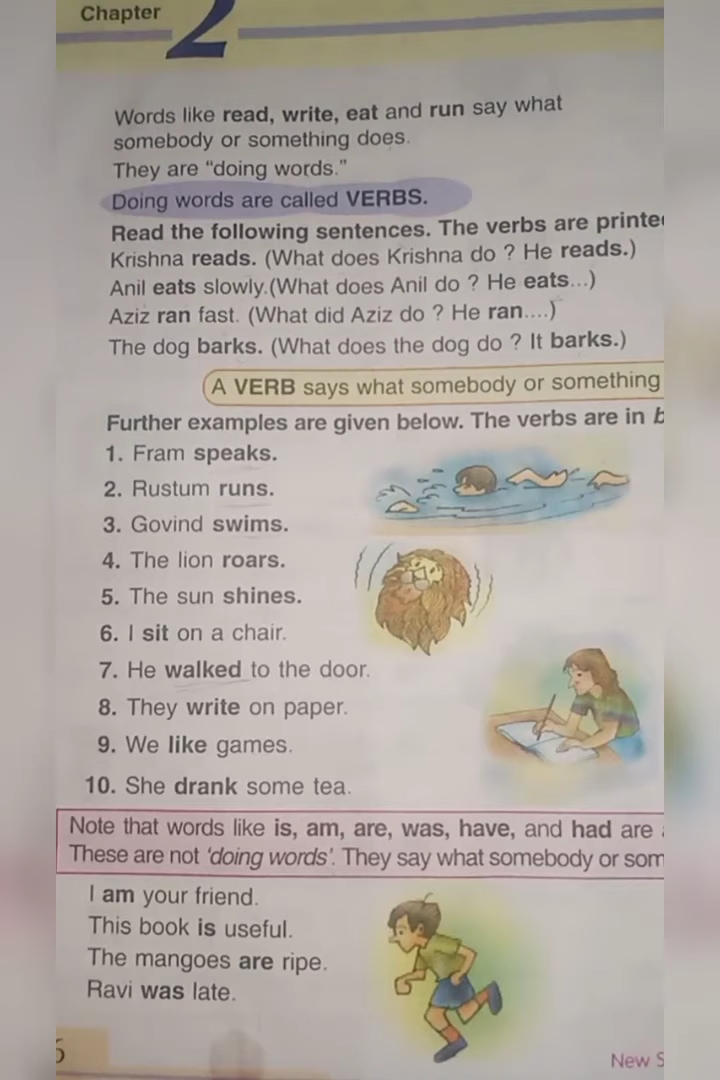 Chapter
2
Words like read, write, eat and run say what
somebody or something does.
They are “doing words.”
Doing words are called VERBS.
Read the following sentences. The verbs are
Krishna reads. (What does Krishna do ? He reads.)
Anil eats slowly.(What does Anil do ? He eats...)
Aziz ran fast. (What did Aziz do ? He ran....)
The dog barks. (What does the dog do ? It barks.)
A VERB says what somebody or something
Further examples are given below. The verbs are in
1. Fram speaks.
2. Rustum runs.
3. Govind swims.
4. The lion roars.
5. The sun shines.
6. I sit on a chair.
7. He walked to the door.
8. They write on paper.
9. We like games.
10. She drank some tea.
Note that words like is, am, are, was, have, and had are
These are not ‘doing words’. They say what somebody or
I am your friend.
This book is useful.
The mangoes are ripe.
Ravi was late.
New